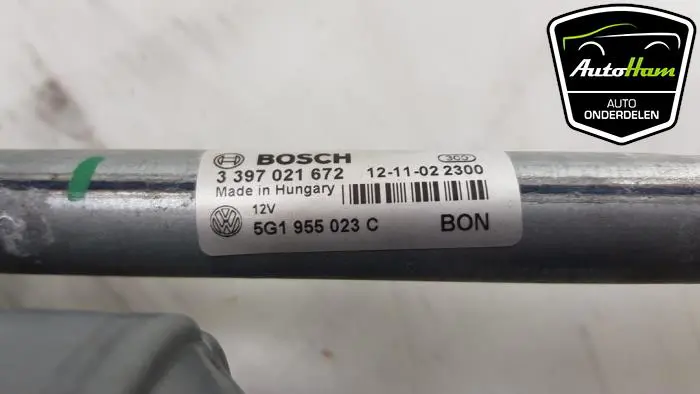 AutoHam
AUTO
ONDERDELEN
BOSCH
3 397 021 672 12-11-02 2300
Made in Hungary
12V
5G1 955 023 C BON